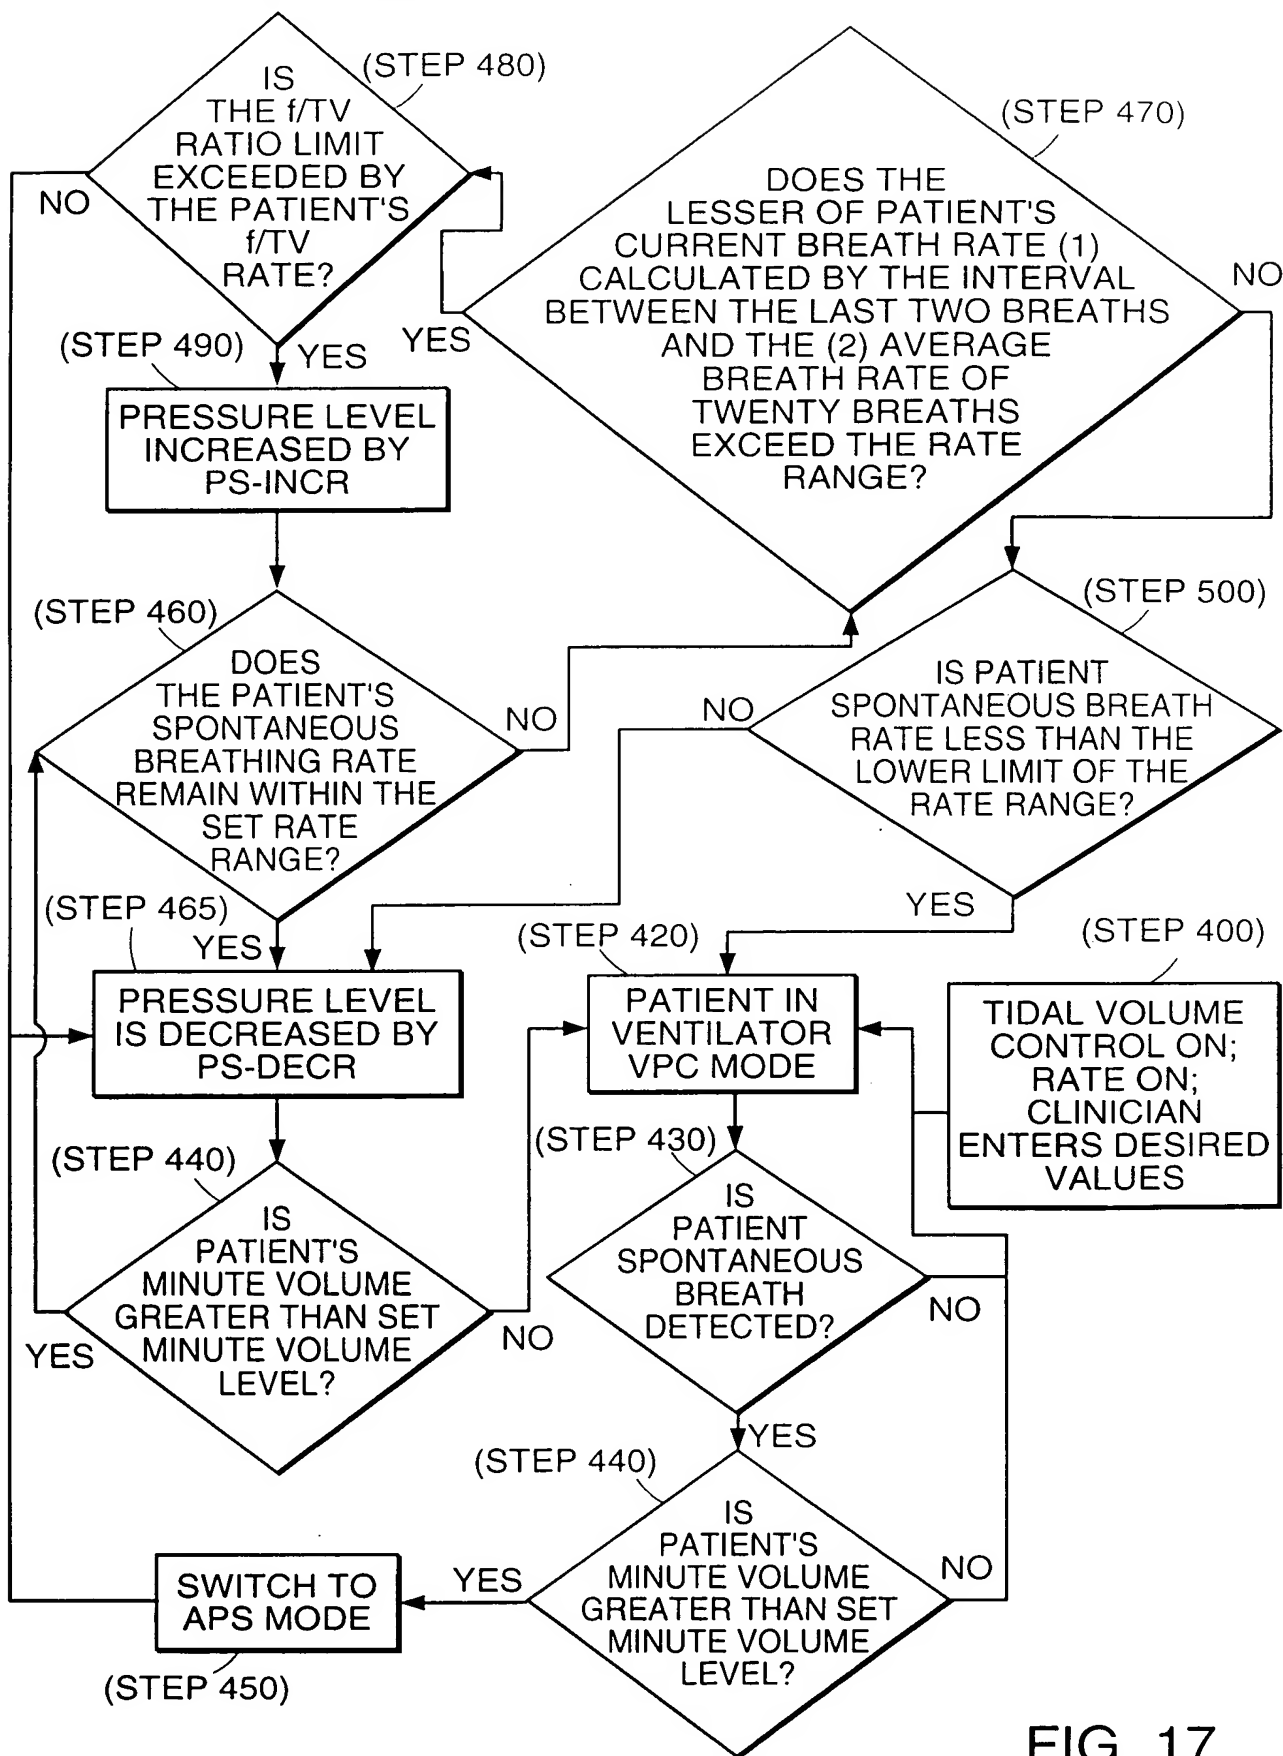 (STEP 480)
IS
THE f/TV
RATIO LIMIT
EXCEEDED BY
THE PATIENT'S
f/TV
RATE?
NO
YES
(STEP 470)
DOES THE
LESSER OF PATIENT'S
CURRENT BREATH RATE (1)
CALCULATED BY THE INTERVAL
BETWEEN THE LAST TWO BREATHS
AND THE (2) AVERAGE
BREATH RATE OF
TWENTY BREATHS
EXCEED THE RATE
RANGE?
YES
NO
(STEP 490)
PRESSURE LEVEL
INCREASED BY
PS-INCR
(STEP 460)
DOES
THE PATIENT'S
SPONTANEOUS
BREATHING RATE
REMAIN WITHIN THE
SET RATE
RANGE?
NO
YES
(STEP 500)
IS PATIENT
SPONTANEOUS BREATH
RATE LESS THAN THE
LOWER LIMIT OF THE
RATE RANGE?
NO
YES
(STEP 465)
PRESSURE LEVEL
IS DECREASED BY
PS-DECR
(STEP 420)
PATIENT IN
VENTILATOR
VPC MODE
(STEP 400)
TIDAL VOLUME
CONTROL ON;
RATE ON;
CLINICIAN
ENTERS DESIRED
VALUES
(STEP 440)
IS
PATIENT'S
MINUTE VOLUME
GREATER THAN SET
MINUTE VOLUME
LEVEL?
YES
NO
(STEP 430)
IS
PATIENT
SPONTANEOUS
BREATH
DETECTED?
NO
YES
(STEP 440)
IS
PATIENT'S
MINUTE VOLUME
GREATER THAN SET
MINUTE VOLUME
LEVEL?
NO
YES
SWITCH TO
APS MODE
(STEP 450)
FIG. 17